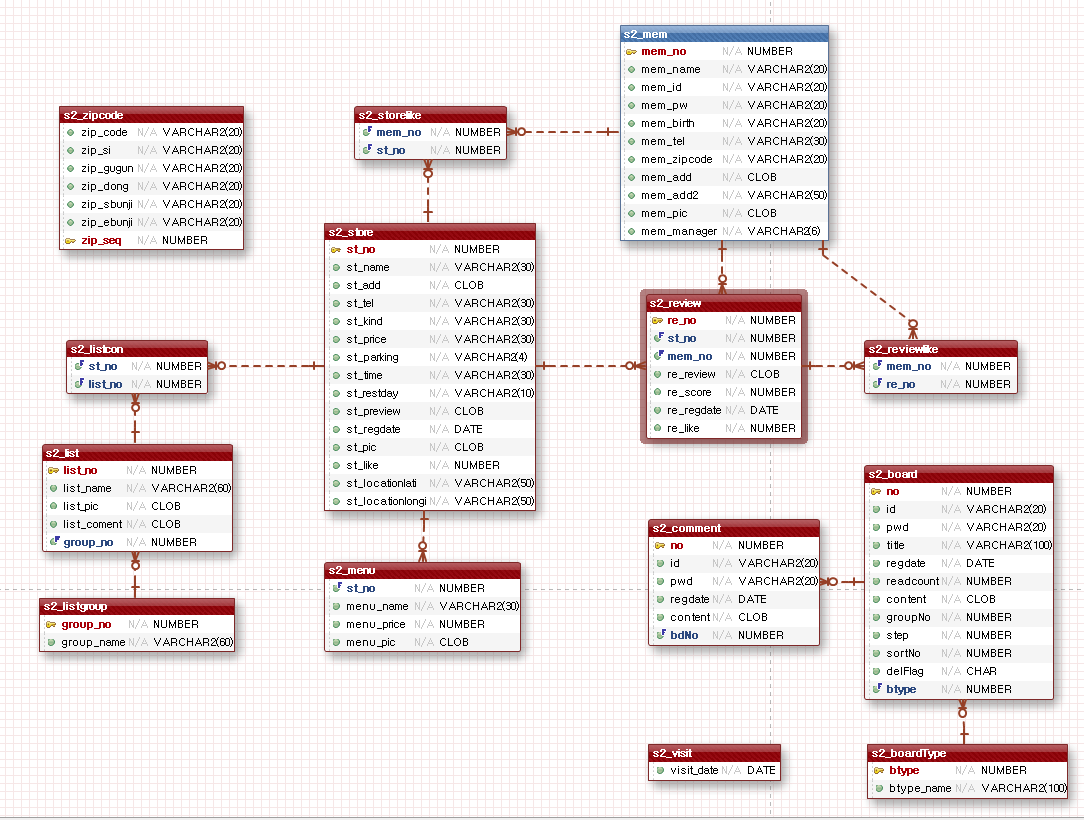 s2_mem
mem_no N/A NUMBER
mem_name N/A VARCHAR2(20)
mem_id N/A VARCHAR2(20)
mem_pw N/A VARCHAR2(20)
mem_birth N/A VARCHAR2(20)
mem_tel N/A VARCHAR2(30)
mem_zipcode N/A VARCHAR2(20)
mem_add N/A CLOB
mem_add2 N/A VARCHAR2(50)
mem_pic N/A CLOB
mem_manager N/A VARCHAR2(6)
s2_zipcode
zip_code N/A VARCHAR2(20)
zip_si N/A VARCHAR2(20)
zip_gugun N/A VARCHAR2(20)
zip_dong N/A VARCHAR2(20)
zip_sbunji N/A VARCHAR2(20)
zip_ebunji N/A VARCHAR2(20)
zip_seq N/A NUMBER
s2_storelike
mem_no N/A NUMBER
st_no N/A NUMBER
s2_store
st_no N/A NUMBER
st_name N/A VARCHAR2(30)
st_add N/A CLOB
st_tel N/A VARCHAR2(30)
st_kind N/A VARCHAR2(30)
st_price N/A VARCHAR2(30)
st_parking N/A VARCHAR2(4)
st_time N/A VARCHAR2(30)
st_restday N/A VARCHAR2(10)
st_preview N/A CLOB
st_regdate N/A DATE
st_pic N/A CLOB
st_like N/A NUMBER
st_locationlati N/A VARCHAR2(50)
st_locationlongi N/A VARCHAR2(50)
s2_review
re_no N/A NUMBER
st_no N/A NUMBER
mem_no N/A NUMBER
re_review N/A CLOB
re_score N/A NUMBER
re_regdate N/A DATE
re_like N/A NUMBER
s2_reviewlike
mem_no N/A NUMBER
re_no N/A NUMBER
s2_listcon
st_no N/A NUMBER
list_no N/A NUMBER
s2_list
list_no N/A NUMBER
list_name N/A VARCHAR2(60)
list_pic N/A CLOB
list_coment N/A CLOB
group_no N/A NUMBER
s2_listgroup
group_no N/A NUMBER
group_name N/A VARCHAR2(60)
s2_menu
st_no N/A NUMBER
menu_name N/A VARCHAR2(30)
menu_price N/A NUMBER
menu_pic N/A CLOB
s2_comment
no N/A NUMBER
id N/A VARCHAR2(20)
pwd N/A VARCHAR2(20)
regdate N/A DATE
content N/A CLOB
bdNo N/A NUMBER
s2_board
no N/A NUMBER
id N/A VARCHAR2(20)
pwd N/A VARCHAR2(20)
title N/A VARCHAR2(100)
regdate N/A DATE
readcount N/A NUMBER
content N/A CLOB
groupNo N/A NUMBER
step N/A NUMBER
sortNo N/A NUMBER
delFlag N/A CHAR
btype N/A NUMBER
s2_visit
visit_date N/A DATE
s2_boardType
btype N/A NUMBER
btype_name N/A VARCHAR2(100)